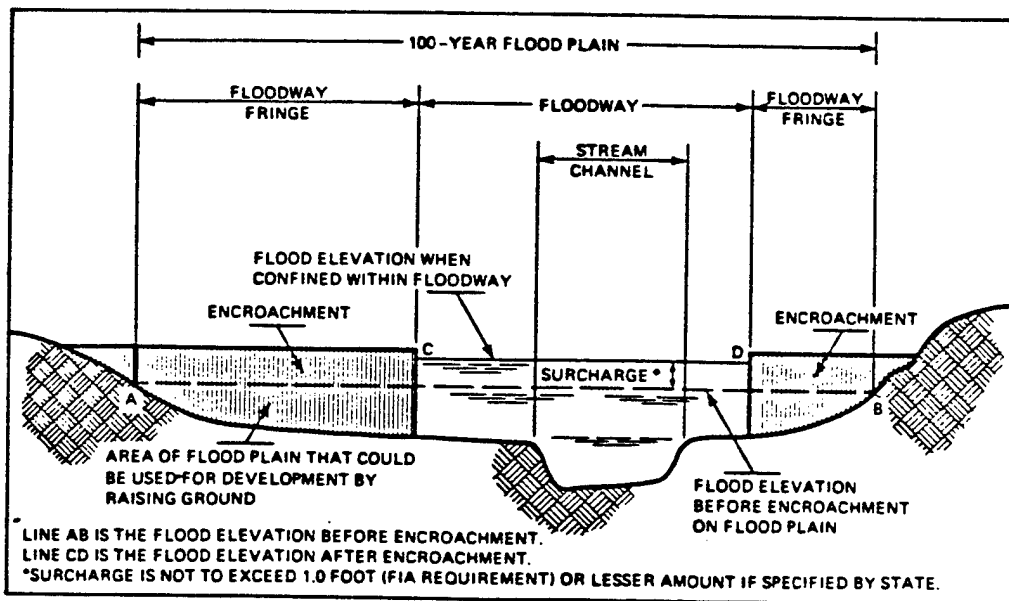 100-YEAR FLOOD PLAIN
FLOODWAY
FRINGE
FLOODWAY
FLOODWAY
FRINGE
STREAM
CHANNEL
FLOOD ELEVATION WHEN
CONFINED WITHIN FLOODWAY
ENCROACHMENT
ENCROACHMENT
C
D
SURCHARGE *
A
B
AREA OF FLOOD PLAIN THAT COULD
BE USED FOR DEVELOPMENT BY
RAISING GROUND
FLOOD ELEVATION
BEFORE ENCROACHMENT
ON FLOOD PLAIN
LINE AB IS THE FLOOD ELEVATION BEFORE ENCROACHMENT.
LINE CD IS THE FLOOD ELEVATION AFTER ENCROACHMENT.
*SURCHARGE IS NOT TO EXCEED 1.0 FOOT (FIA REQUIREMENT) OR LESSER AMOUNT IF SPECIFIED BY STATE.